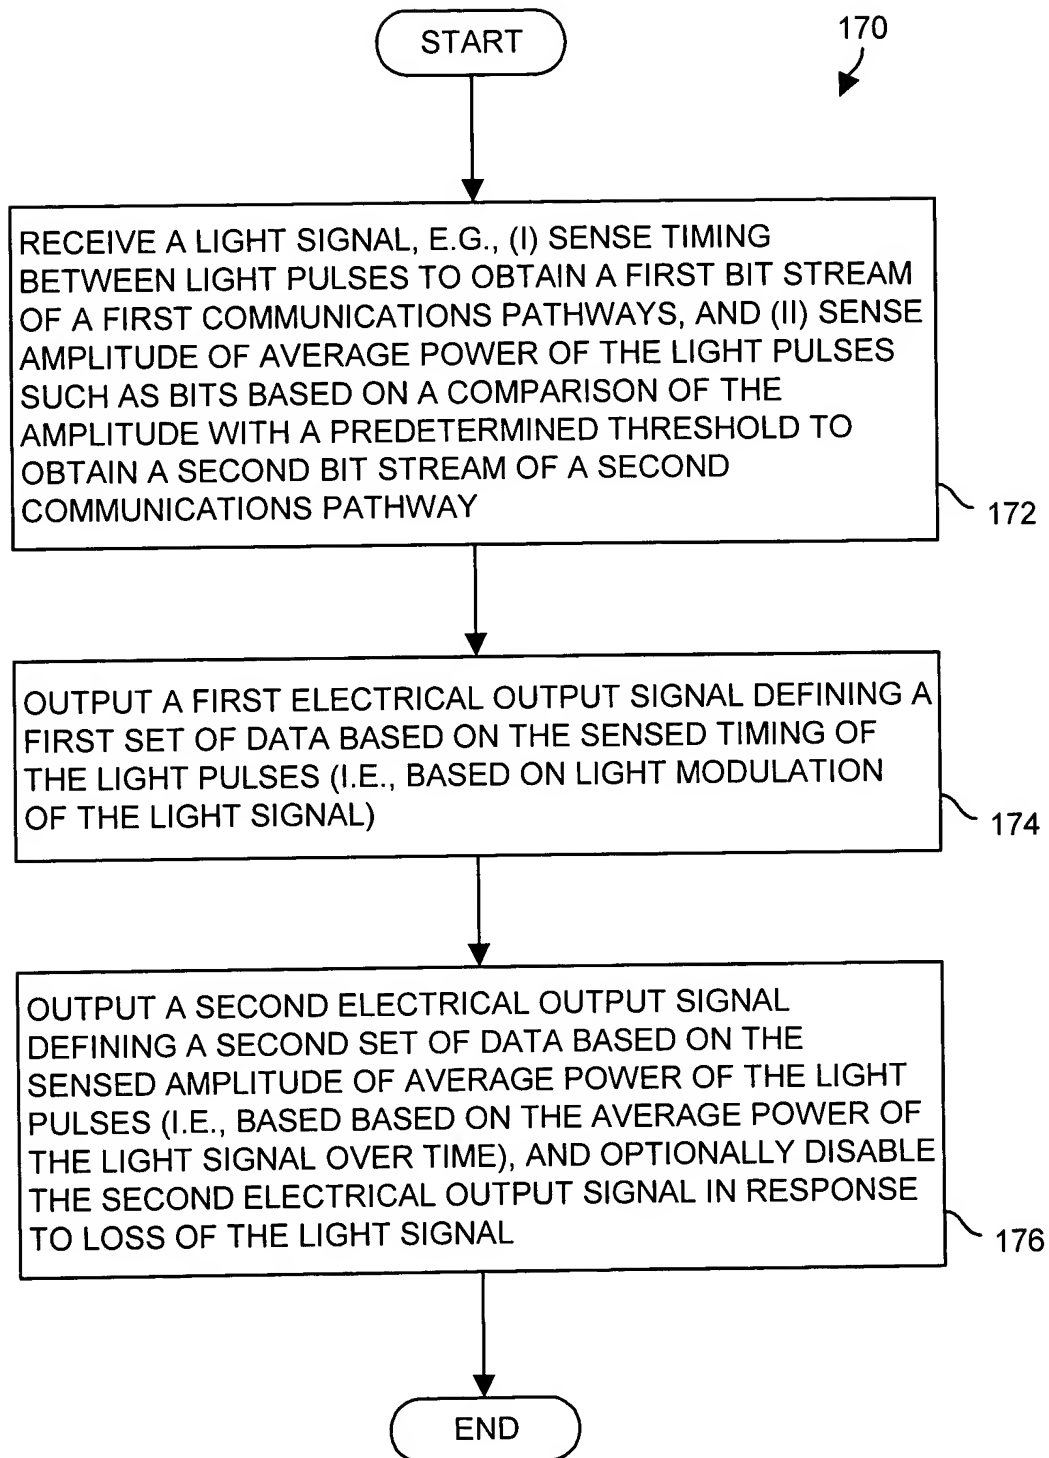 START
170
RECEIVE A LIGHT SIGNAL, E.G., (I) SENSE TIMING
BETWEEN LIGHT PULSES TO OBTAIN A FIRST BIT STREAM
OF A FIRST COMMUNICATIONS PATHWAYS, AND (II) SENSE
AMPLITUDE OF AVERAGE POWER OF THE LIGHT PULSES
SUCH AS BITS BASED ON A COMPARISON OF THE
AMPLITUDE WITH A PREDETERMINED THRESHOLD TO
OBTAIN A SECOND BIT STREAM OF A SECOND
COMMUNICATIONS PATHWAY
172
OUTPUT A FIRST ELECTRICAL OUTPUT SIGNAL DEFINING A
FIRST SET OF DATA BASED ON THE SENSED TIMING OF
THE LIGHT PULSES (I.E., BASED ON LIGHT MODULATION
OF THE LIGHT SIGNAL)
174
OUTPUT A SECOND ELECTRICAL OUTPUT SIGNAL
DEFINING A SECOND SET OF DATA BASED ON THE
SENSED AMPLITUDE OF AVERAGE POWER OF THE LIGHT
PULSES (I.E., BASED BASED ON THE AVERAGE POWER OF
THE LIGHT SIGNAL OVER TIME), AND OPTIONALLY DISABLE
THE SECOND ELECTRICAL OUTPUT SIGNAL IN RESPONSE
TO LOSS OF THE LIGHT SIGNAL
176
END